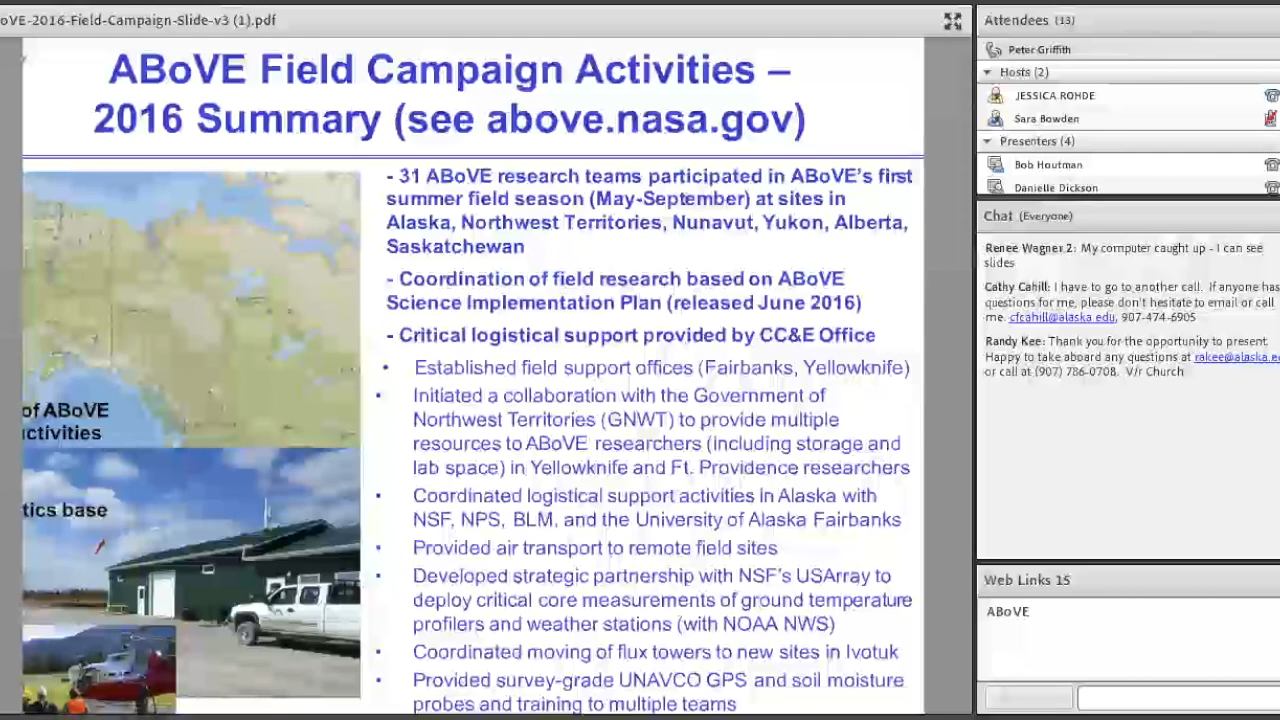 oVE-2016-Field-Campaign-Slide-v3 (1).pdf
ABoVE Field Campaign Activities –
2016 Summary (see above.nasa.gov)
- 31 ABoVE research teams participated in ABoVE's first
summer field season (May-September) at sites in
Alaska, Northwest Territories, Nunavut, Yukon, Alberta,
Saskatchewan
- Coordination of field research based on ABoVE
Science Implementation Plan (released June 2016)
- Critical logistical support provided by CC&E Office
• Established field support offices (Fairbanks, Yellowknife)
• Initiated a collaboration with the Government of
Northwest Territories (GNWT) to provide multiple
resources to ABoVE researchers (including storage and
lab space) in Yellowknife and Ft. Providence researchers
• Coordinated logistical support activities in Alaska with
NSF, NPS, BLM, and the University of Alaska Fairbanks
• Provided air transport to remote field sites
• Developed strategic partnership with NSF's USArray to
deploy critical core measurements of ground temperature
profilers and weather stations (with NOAA NWS)
• Coordinated moving of flux towers to new sites in Ivotuk
• Provided survey-grade UNAVCO GPS and soil moisture
probes and training to multiple teams
of ABoVE
ctivities
tics base
Attendees (13)
Peter Griffith
Hosts (2)
JESSICA ROHDE
Sara Bowden
Presenters (4)
Bob Houtman
Danielle Dickson
Chat (Everyone)
Renee Wagner 2: My computer caught up - I can see
slides
Cathy Cahill: I have to go to another call. If anyone has
questions for me, please don't hesitate to email or call
me. cfcahill@alaska.edu, 907-474-6905
Randy Kee: Thank you for the opportunity to present.
Happy to take aboard any questions at rakee@alaska.e
or call at (907) 786-0708. V/r Church
Web Links 15
ABoVE